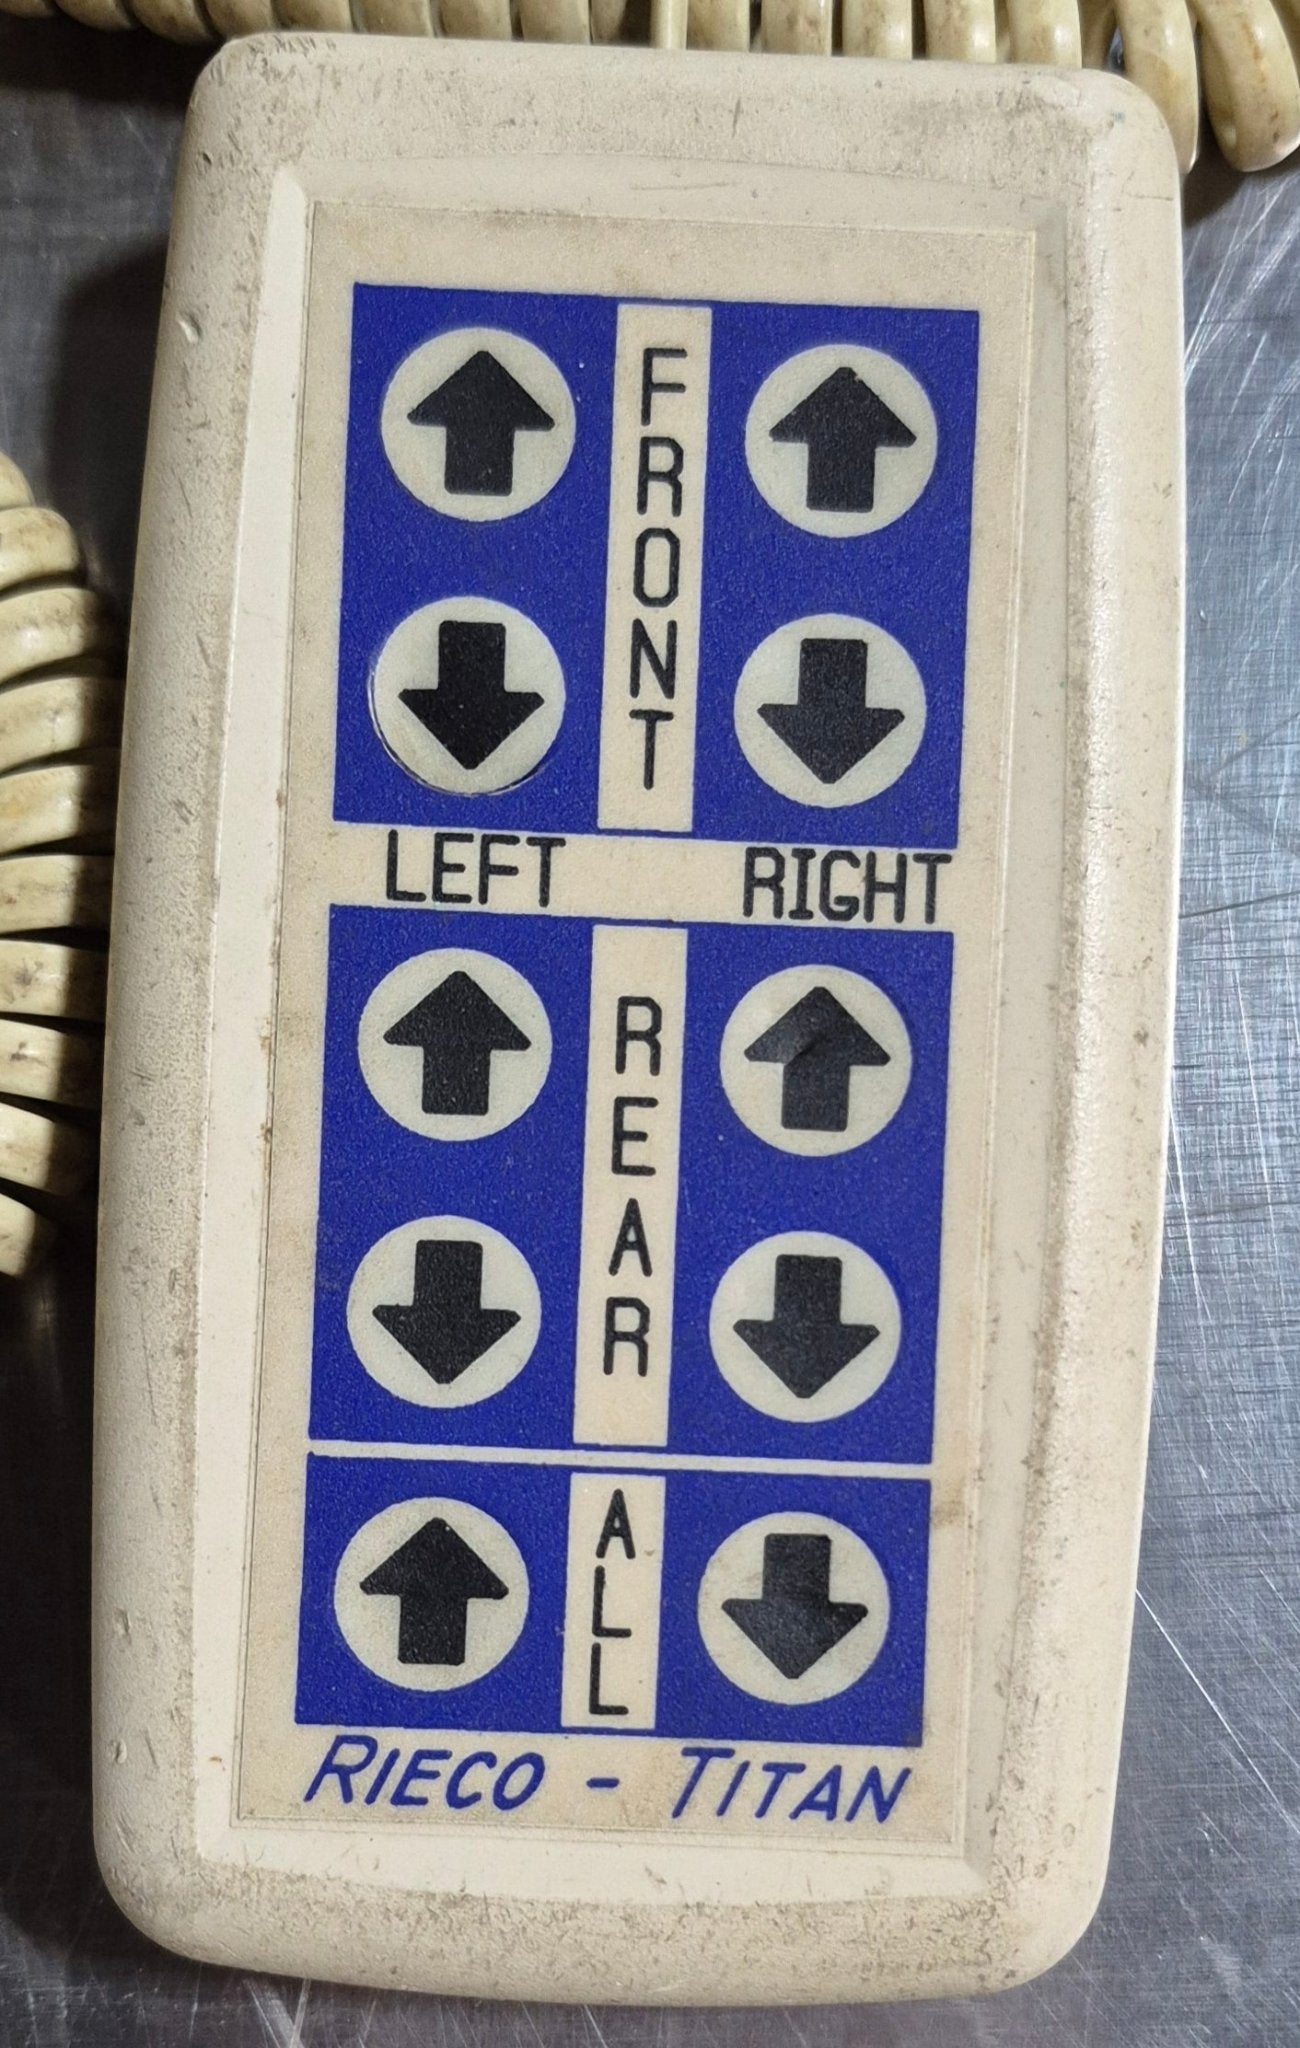 FRONT
LEFT RIGHT
REAR
ALL
RIECO - TITAN